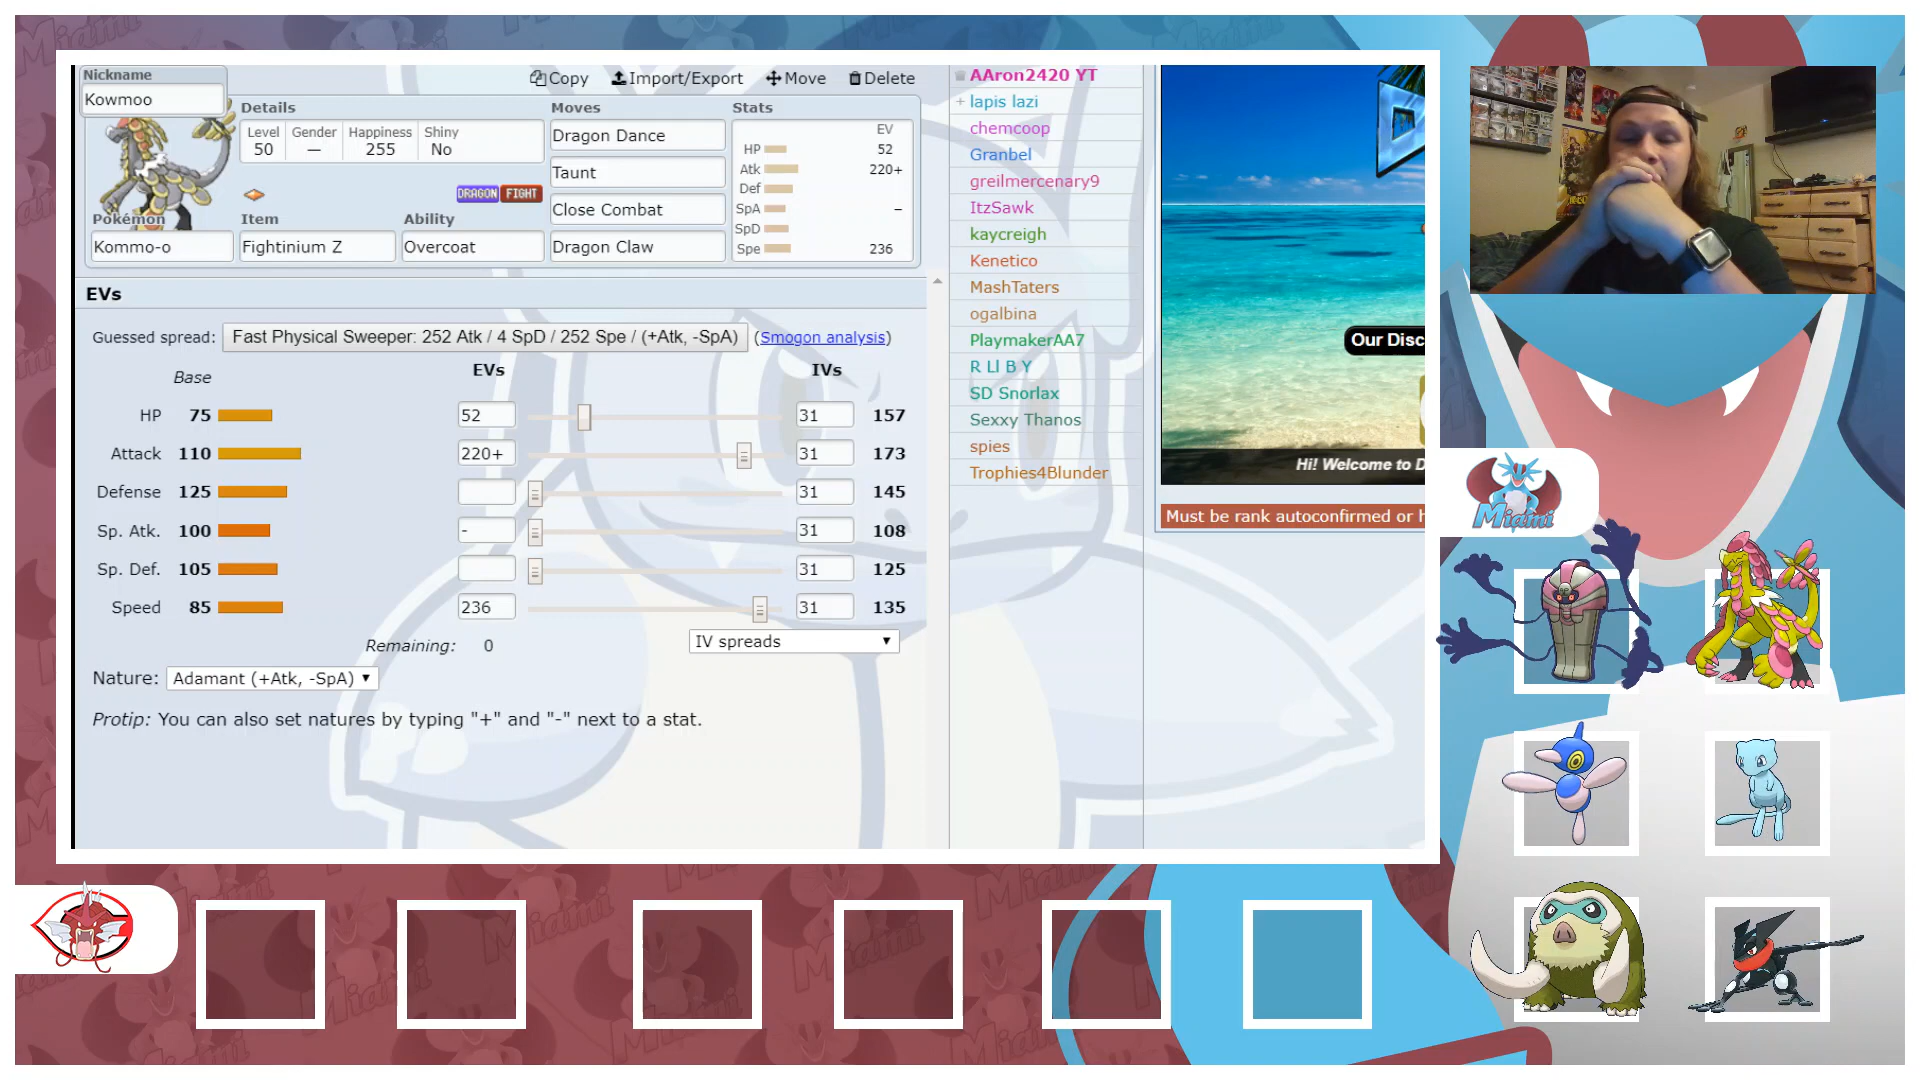 Nickname
Kowmoo
Copy Import/Export Move Delete
Details
Moves
Stats
Level Gender Happiness Shiny
50 — 255 No
DRAGON FIGHT
Pokémon
Kommo-o
Item
Fightinium Z
Ability
Overcoat
Dragon Dance
Taunt
Close Combat
Dragon Claw
EV
HP 52
Atk 220+
Def
SpA –
SpD
Spe 236
EVs
Guessed spread: Fast Physical Sweeper: 252 Atk / 4 SpD / 252 Spe / (+Atk, -SpA) (Smogon analysis)
Base EVs IVs
HP 75 52 31 157
Attack 110 220+ 31 173
Defense 125 31 145
Sp. Atk. 100 - 31 108
Sp. Def. 105 31 125
Speed 85 236 31 135
Remaining: 0
IV spreads
Nature: Adamant (+Atk, -SpA)
Protip: You can also set natures by typing "+" and "-" next to a stat.
AAron2420 YT
+ lapis lazi
chemcoop
Granbel
greilmercenary9
ItzSawk
kaycreigh
Kenetico
MashTaters
ogalbina
PlaymakerAA7
R Ll B Y
SD Snorlax
Sexxy Thanos
spies
Trophies4Blunder
Our Disc
Hi! Welcome to D
Must be rank autoconfirmed or h
Miami